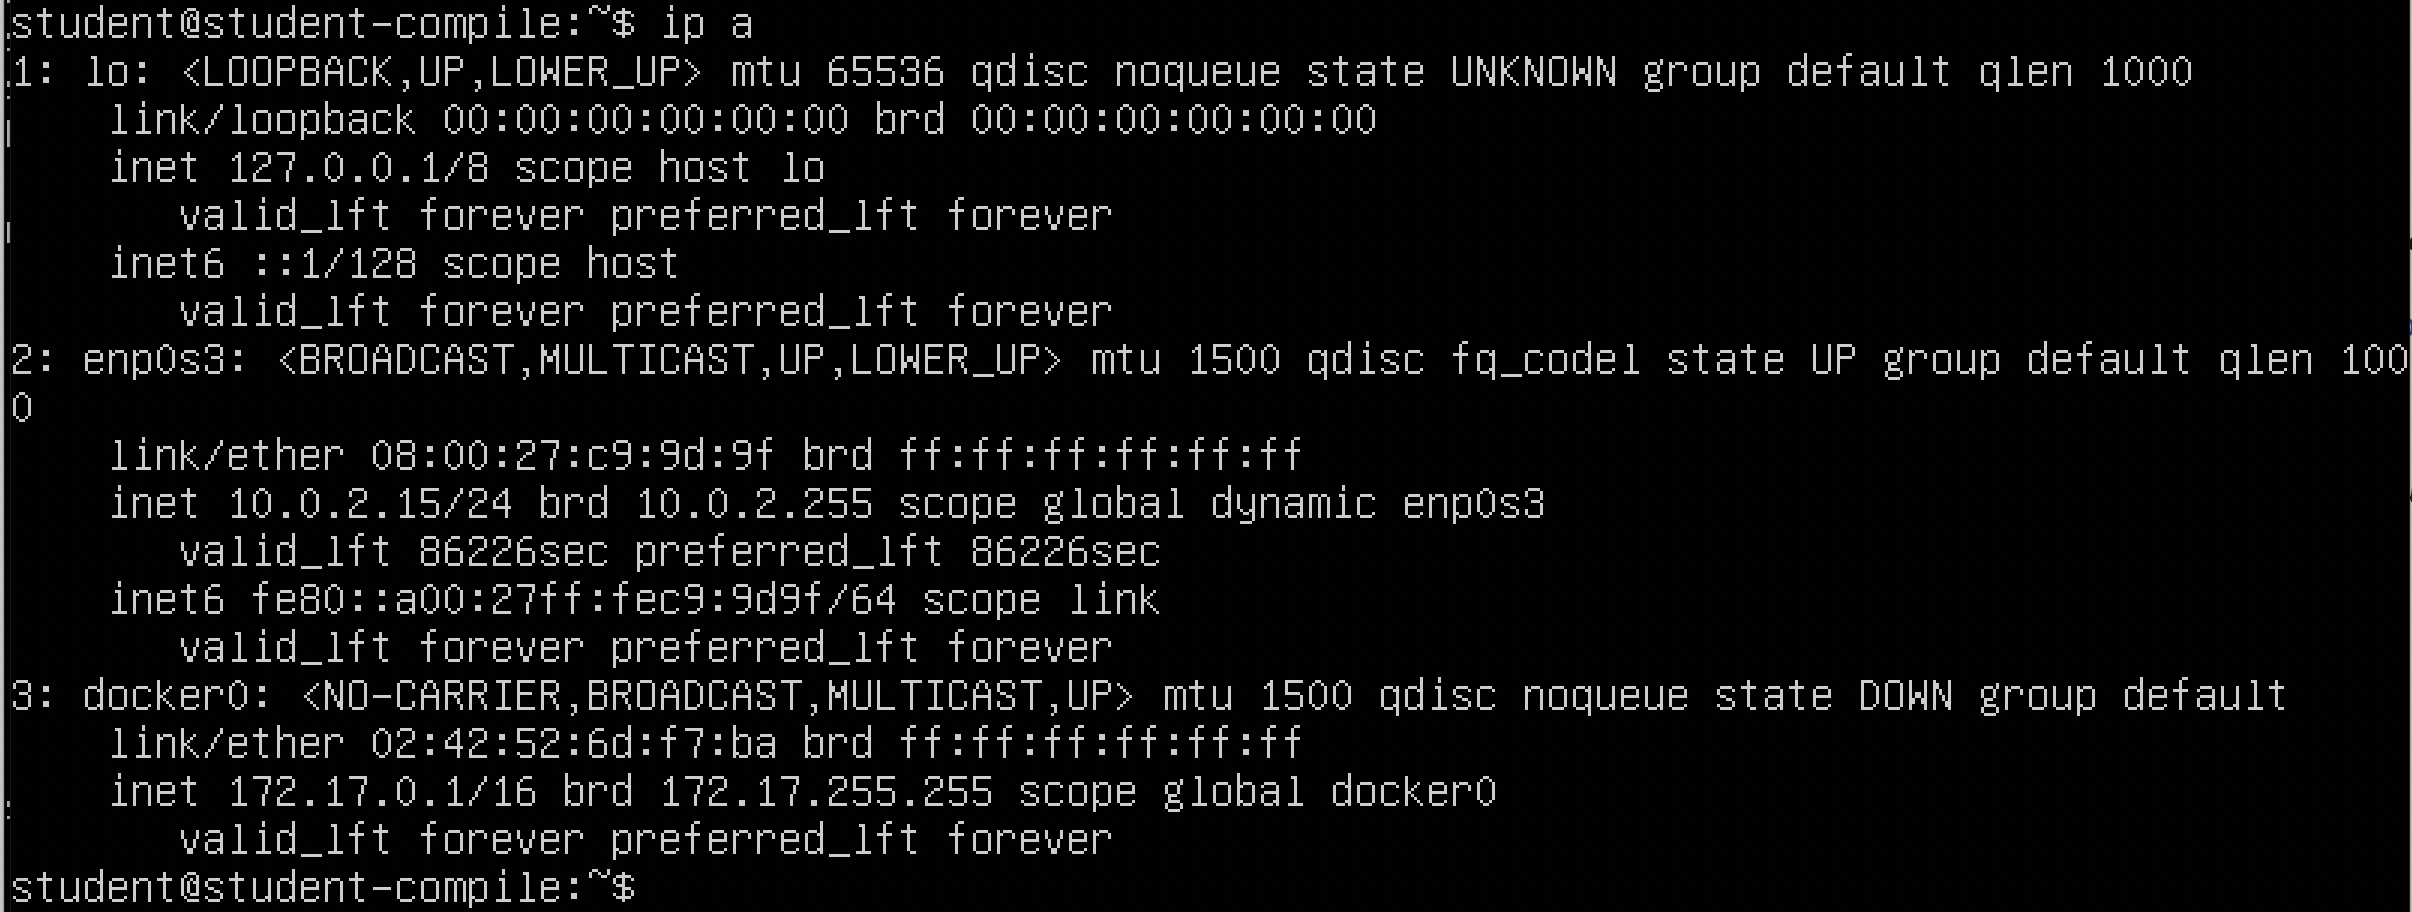 student@student-compile:~$ ip a
1: lo: <LOOPBACK,UP,LOWER_UP> mtu 65536 qdisc noqueue state UNKNOWN group default qlen 1000
    link/loopback 00:00:00:00:00:00 brd 00:00:00:00:00:00
    inet 127.0.0.1/8 scope host lo
       valid_lft forever preferred_lft forever
    inet6 ::1/128 scope host
       valid_lft forever preferred_lft forever
2: enp0s3: <BROADCAST,MULTICAST,UP,LOWER_UP> mtu 1500 qdisc fq_codel state UP group default qlen 100
0
    link/ether 08:00:27:c9:9d:9f brd ff:ff:ff:ff:ff:ff
    inet 10.0.2.15/24 brd 10.0.2.255 scope global dynamic enp0s3
       valid_lft 86226sec preferred_lft 86226sec
    inet6 fe80::a00:27ff:fec9:9d9f/64 scope link
       valid_lft forever preferred_lft forever
3: docker0: <NO-CARRIER,BROADCAST,MULTICAST,UP> mtu 1500 qdisc noqueue state DOWN group default
    link/ether 02:42:52:6d:f7:ba brd ff:ff:ff:ff:ff:ff
    inet 172.17.0.1/16 brd 172.17.255.255 scope global docker0
       valid_lft forever preferred_lft forever
student@student-compile:~$